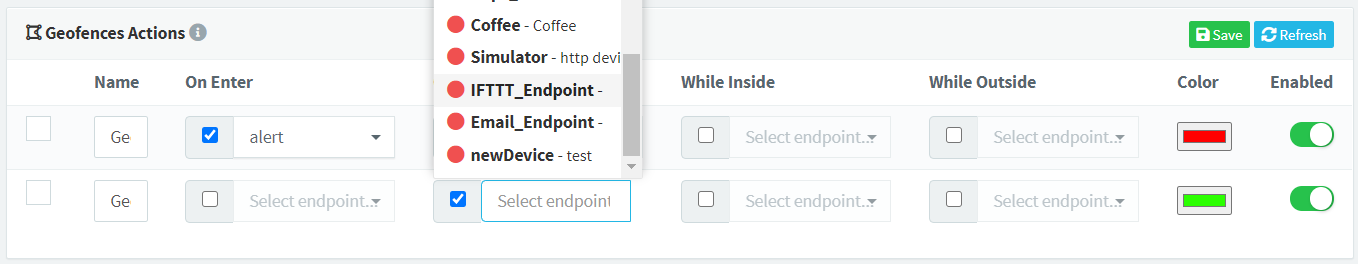 Geofences Actions
Save
Refresh
Coffee - Coffee
Simulator - http devi
IFTTT_Endpoint -
Email_Endpoint -
newDevice - test
Name
On Enter
While Inside
While Outside
Color
Enabled
Ge
alert
Select endpoint...
Select endpoint...
Ge
Select endpoint...
Select endpoint
Select endpoint...
Select endpoint...